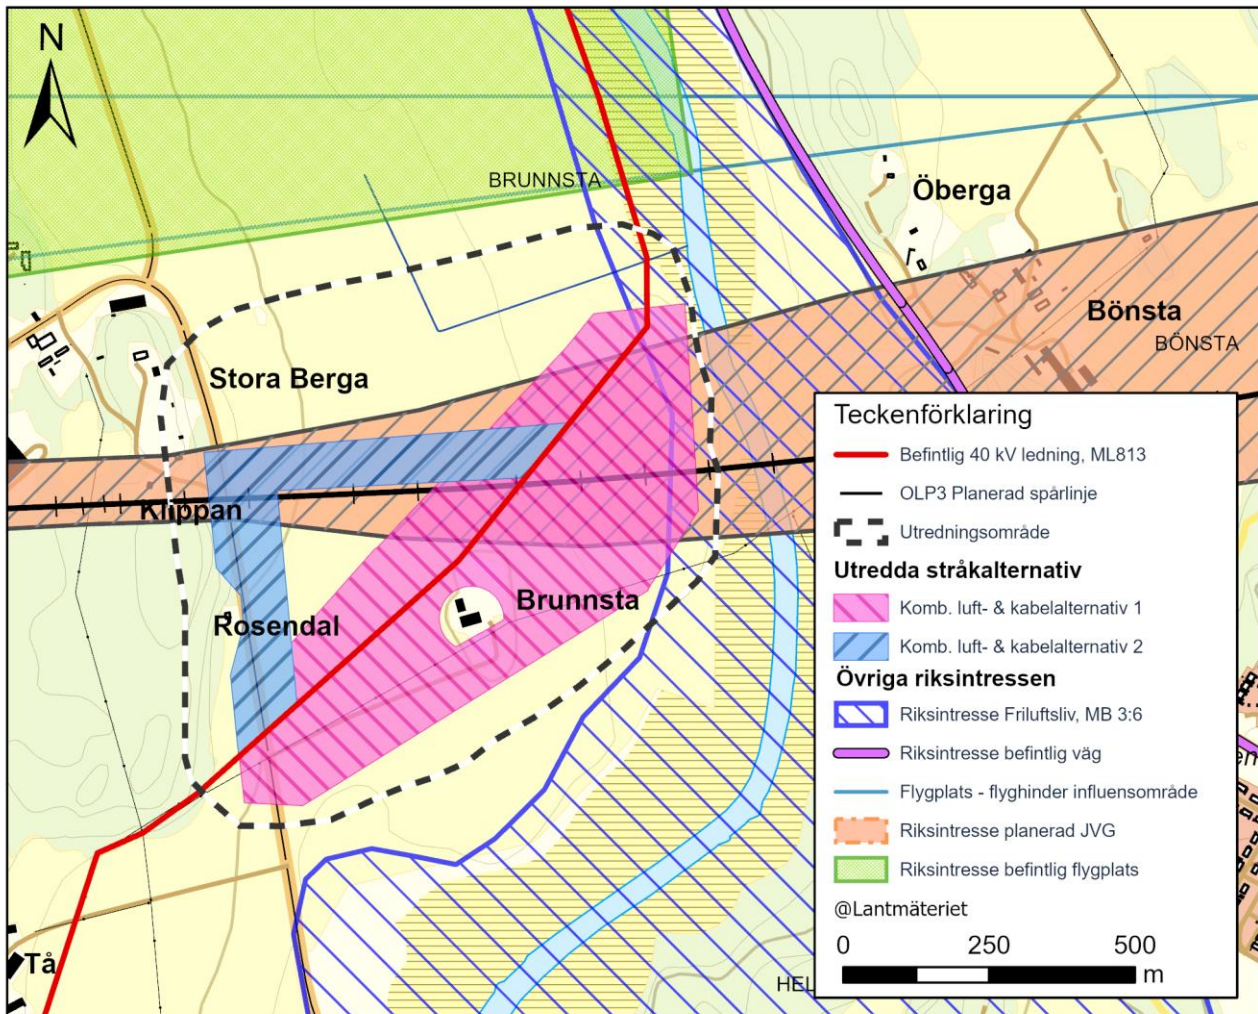 N
BRUNNSTA
Öberga
Bönsta
BÖNSTA
Stora Berga
Klippan
Brunnsta
Rosendal
Tå
Teckenförklaring
Befintlig 40 kV ledning, ML813
OLP3 Planerad spårlinje
Utredningsområde
Utredda stråkalternativ
Komb. luft- & kabelalternativ 1
Komb. luft- & kabelalternativ 2
Övriga riksintressen
Riksintresse Friluftsliv, MB 3:6
Riksintresse befintlig väg
Flygplats - flyghinder influensområde
Riksintresse planerad JVG
Riksintresse befintlig flygplats
@Lantmäteriet
0 250 500
m
HEL